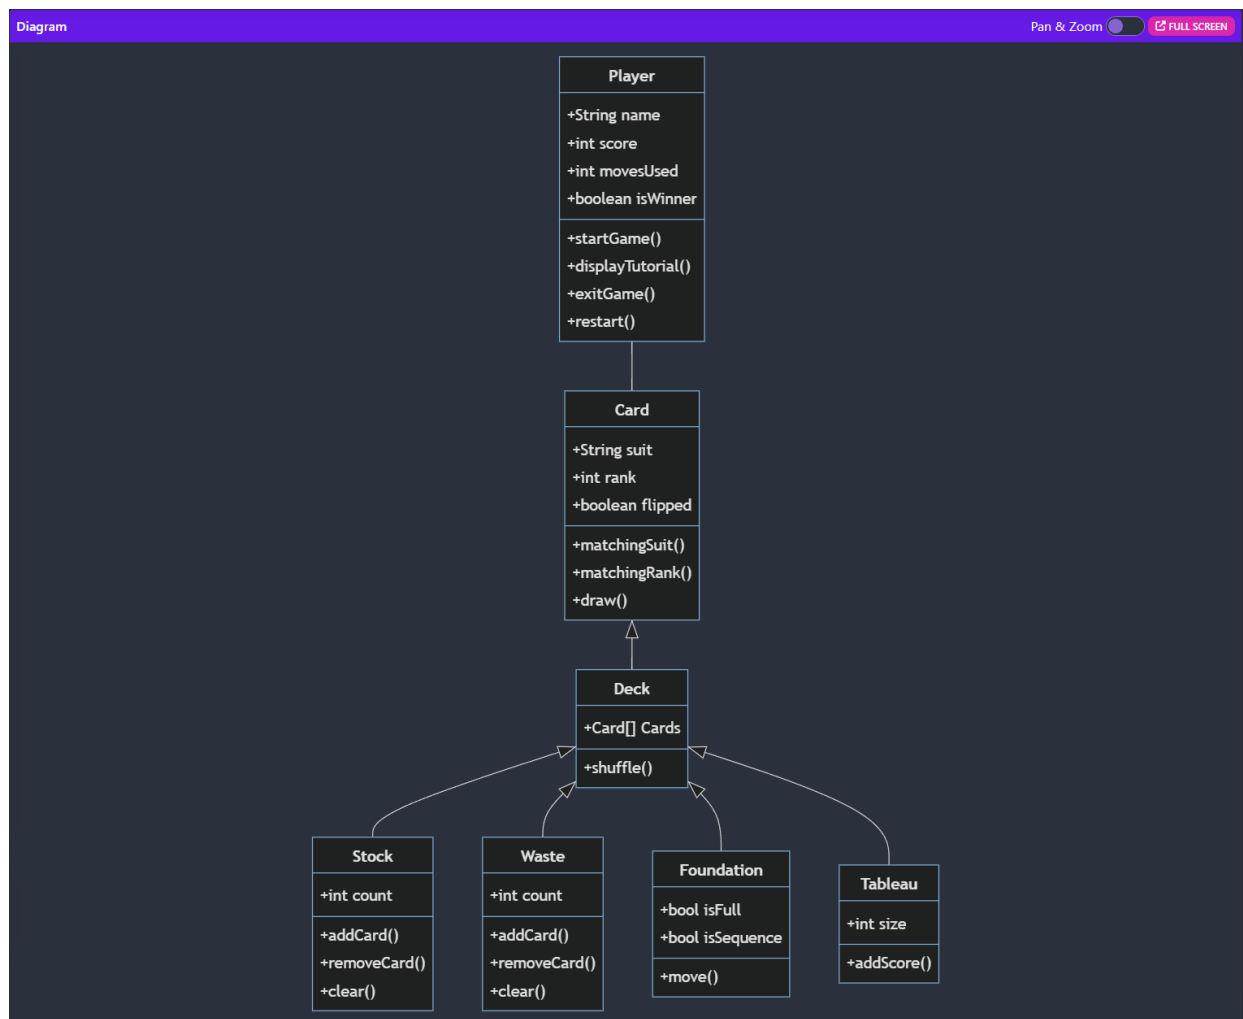 Diagram
Pan & Zoom
FULL SCREEN
Player
+String name
+int score
+int movesUsed
+boolean isWinner
+startGame()
+displayTutorial()
+exitGame()
+restart()
Card
+String suit
+int rank
+boolean flipped
+matchingSuit()
+matchingRank()
+draw()
Deck
+Card[] Cards
+shuffle()
Stock
+int count
+addCard()
+removeCard()
+clear()
Waste
+int count
+addCard()
+removeCard()
+clear()
Foundation
+bool isFull
+bool isSequence
+move()
Tableau
+int size
+addScore()